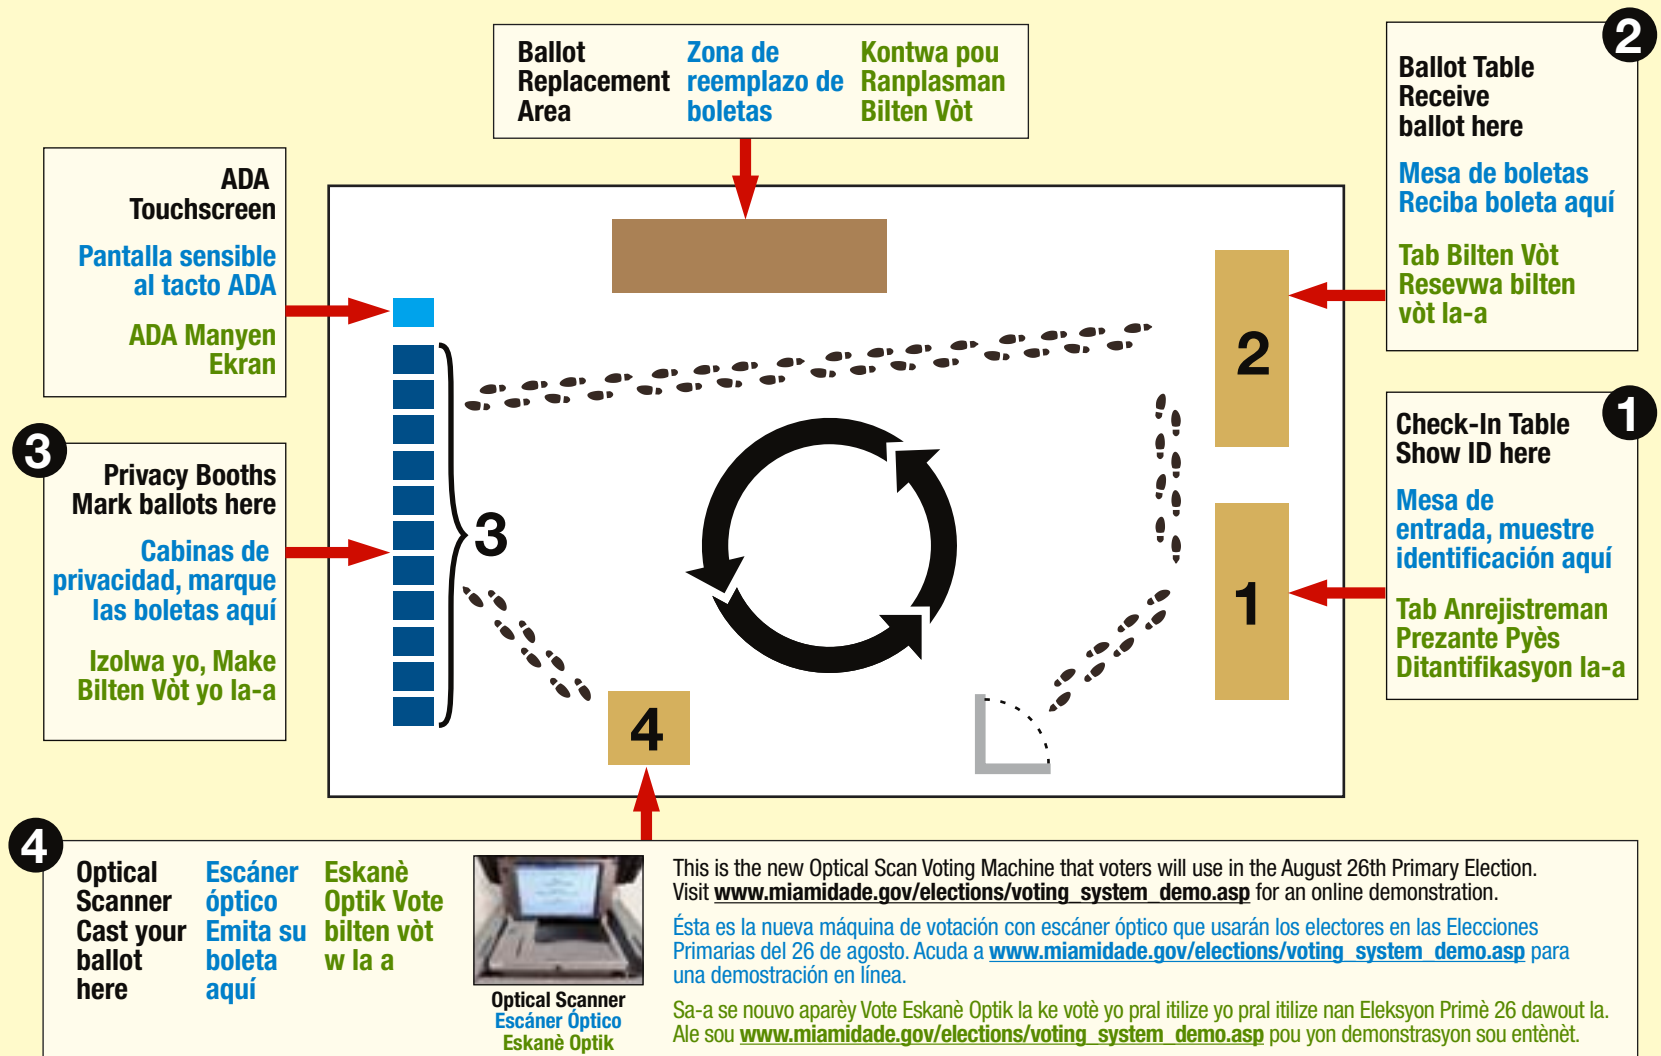 Ballot
Replacement
Area
Zona de
reemplazo de
boletas
Kontwa pou
Ranplasman
Bilten Vòt
2
Ballot Table
Receive
ballot here
Mesa de boletas
Reciba boleta aquí
Tab Bilten Vòt
Resevwa bilten
vòt la-a
ADA
Touchscreen
Pantalla sensible
al tacto ADA
ADA Manyen
Ekran
2
1
Check-In Table
Show ID here
Mesa de
entrada, muestre
identificación aquí
Tab Anrejistreman
Prezante Pyès
Ditantifikasyon la-a
3
Privacy Booths
Mark ballots here
Cabinas de
privacidad, marque
las boletas aquí
Izolwa yo, Make
Bilten Vòt yo la-a
3
1
4
4
Optical
Scanner
Cast your
ballot
here
Escáner
óptico
Emita su
boleta
aquí
Eskanè
Optik Vote
bilten vòt
w la a
Optical Scanner
Escáner Óptico
Eskanè Optik
This is the new Optical Scan Voting Machine that voters will use in the August 26th Primary Election.
Visit www.miamidade.gov/elections/voting_system_demo.asp for an online demonstration.
Ésta es la nueva máquina de votación con escáner óptico que usarán los electores en las Elecciones
Primarias del 26 de agosto. Acuda a www.miamidade.gov/elections/voting_system_demo.asp para
una demostración en línea.
Sa-a se nouvo aparèy Vote Eskanè Optik la ke votè yo pral itilize yo pral itilize nan Eleksyon Primè 26 dawout la.
Ale sou www.miamidade.gov/elections/voting_system_demo.asp pou yon demonstrasyon sou entènèt.